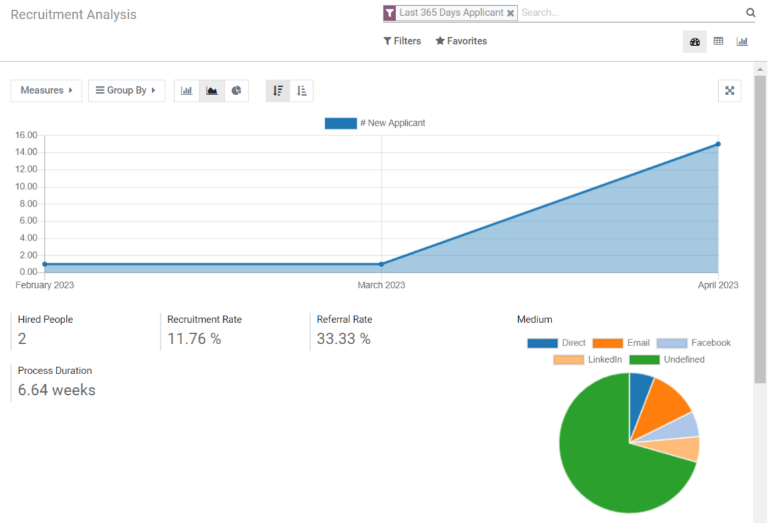 Recruitment Analysis
Last 365 Days Applicant ×
Search...
Filters
Favorites
Measures
Group By
# New Applicant
16.00
14.00
12.00
10.00
8.00
6.00
4.00
2.00
0.00
February 2023 March 2023 April 2023
Hired People
2
Recruitment Rate
11.76 %
Referral Rate
33.33 %
Process Duration
6.64 weeks
Medium
Direct Email Facebook
LinkedIn Undefined